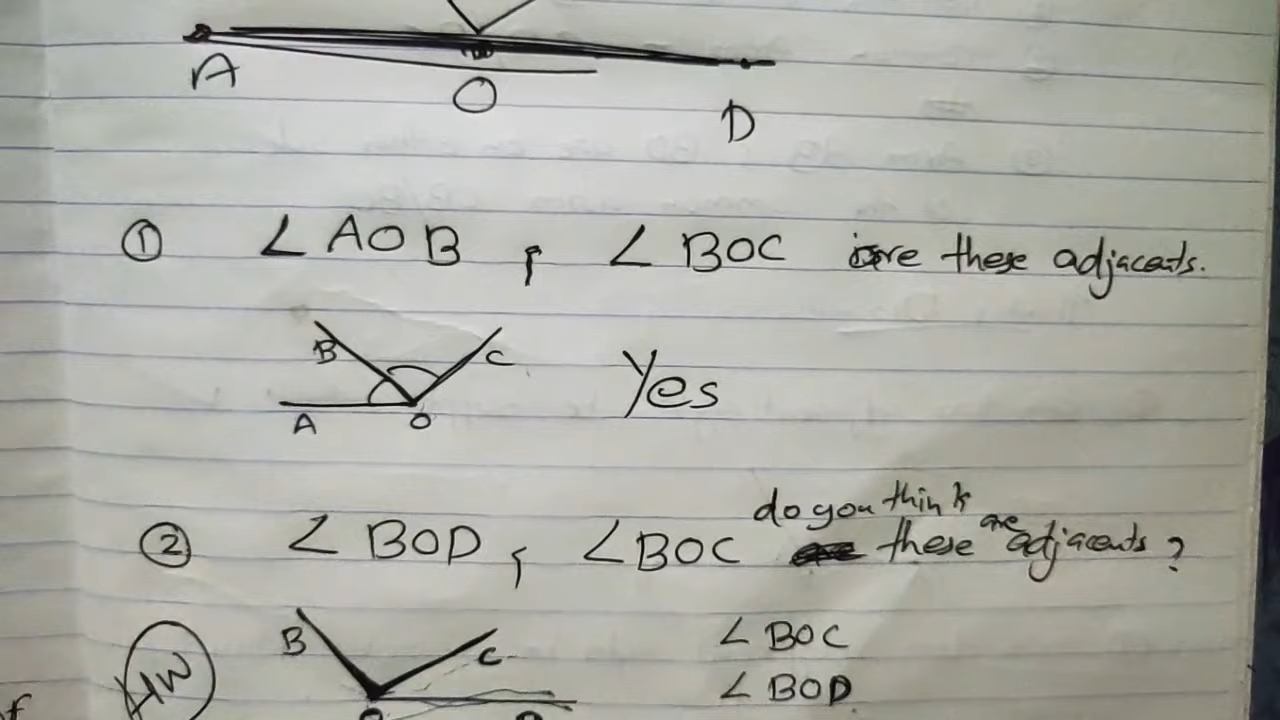 A O D
① ∠AOB , ∠BOC are these adjacents.
B C
A O
Yes
do you think
② ∠BOD , ∠BOC these are adjacents ?
HW
B C
∠BOC
∠BOD